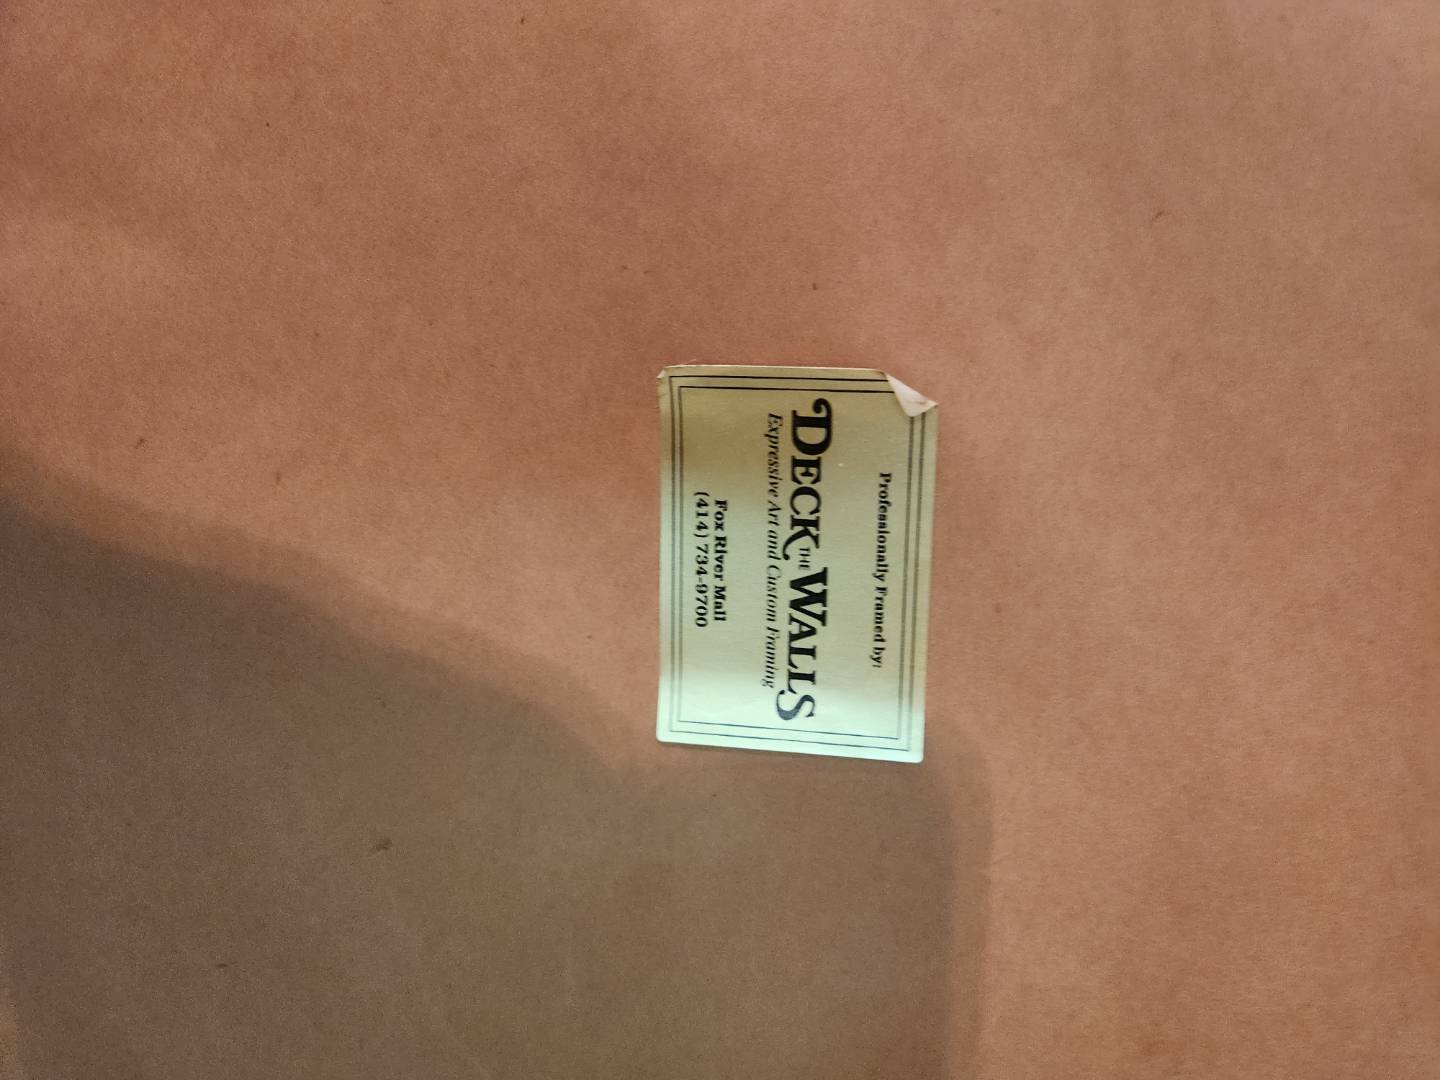 Professionally Framed by:
DECK THE WALLS
Expressive Art and Custom Framing
Fox River Mall
(414) 734-9700